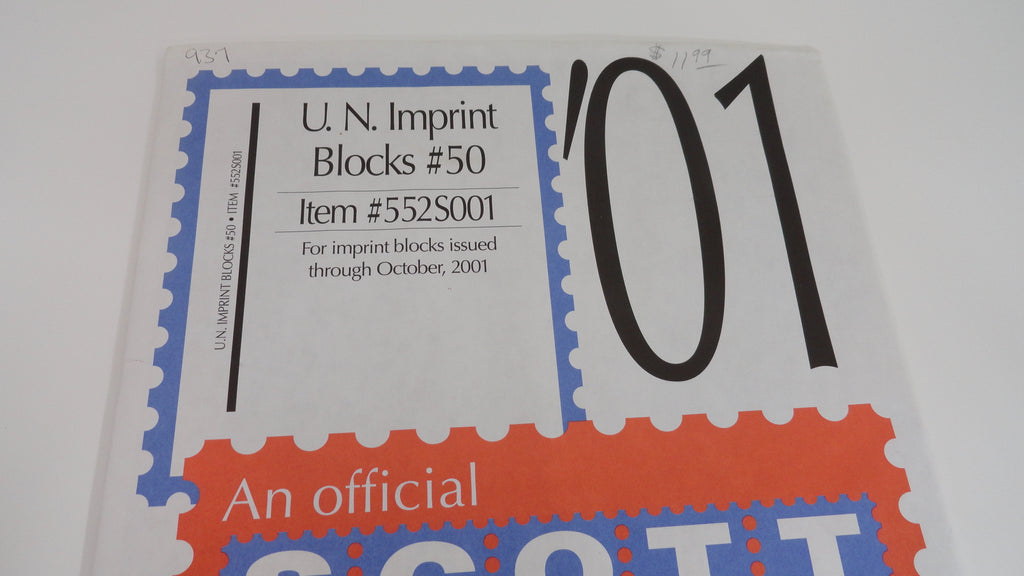 937
$ 11.99
'01
U. N. Imprint
Blocks #50
Item #552S001
For imprint blocks issued
through October, 2001
U.N. IMPRINT BLOCKS #50 • ITEM #552S001
An official
SCOTT